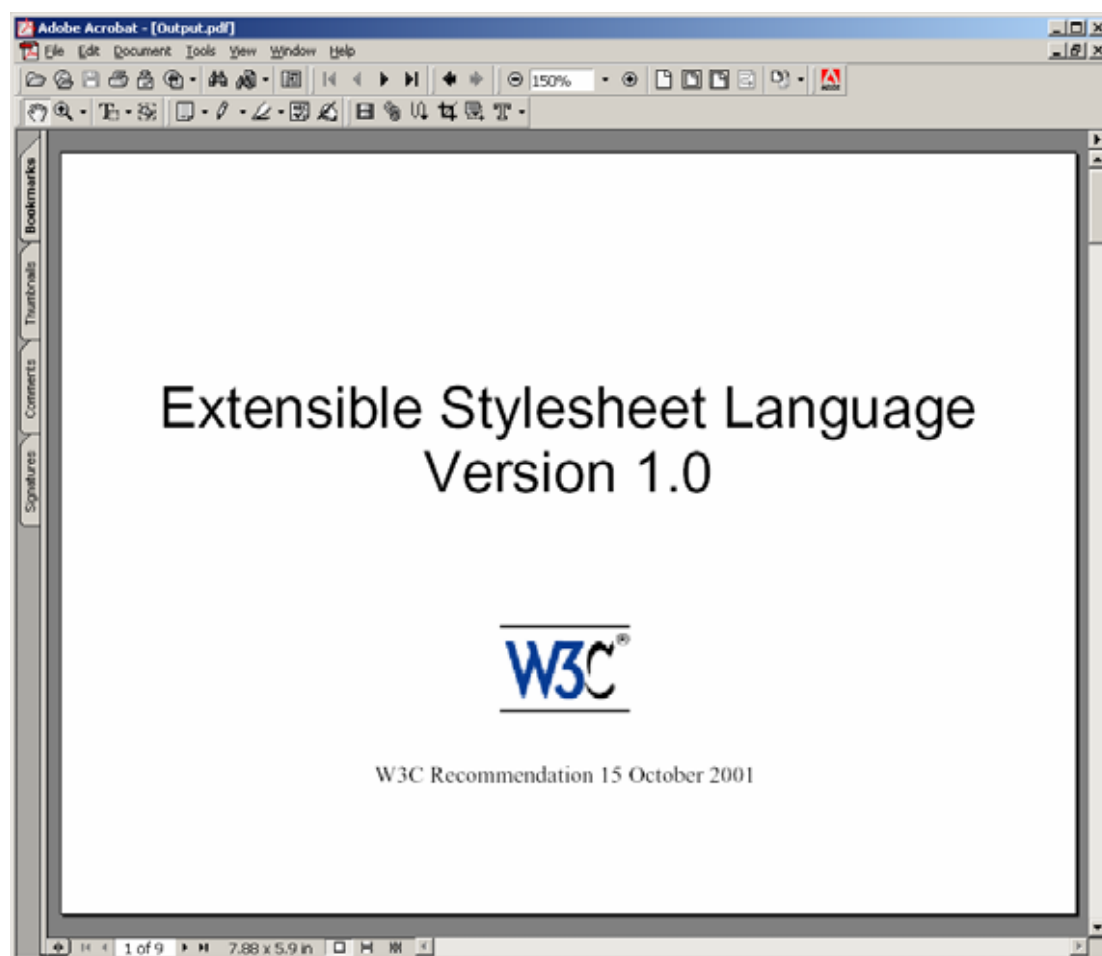 Adobe Acrobat - [Output.pdf]
File Edit Document Tools View Window Help
150%
ADOBE
Bookmarks
Thumbnails
Comments
Signatures
Extensible Stylesheet Language
Version 1.0
W3C®
W3C Recommendation 15 October 2001
1 of 9 7.88 x 5.9 in